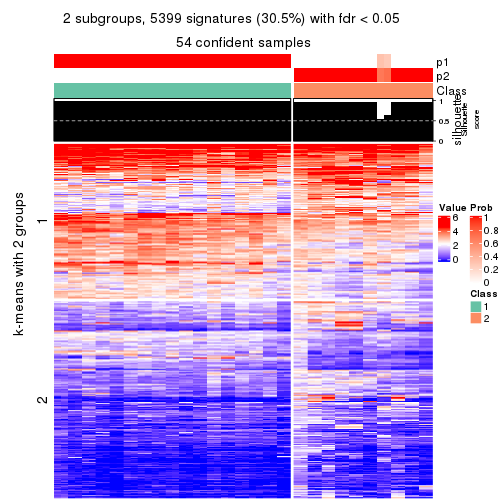 2 subgroups, 5399 signatures (30.5%) with fdr < 0.05
54 confident samples
p1
p2
Class
silhouette
1
0.5
0
Silhouette
score
k-means with 2 groups
1
2
Value
6
4
2
0
Prob
1
0.8
0.6
0.4
0.2
0
Class
1
2